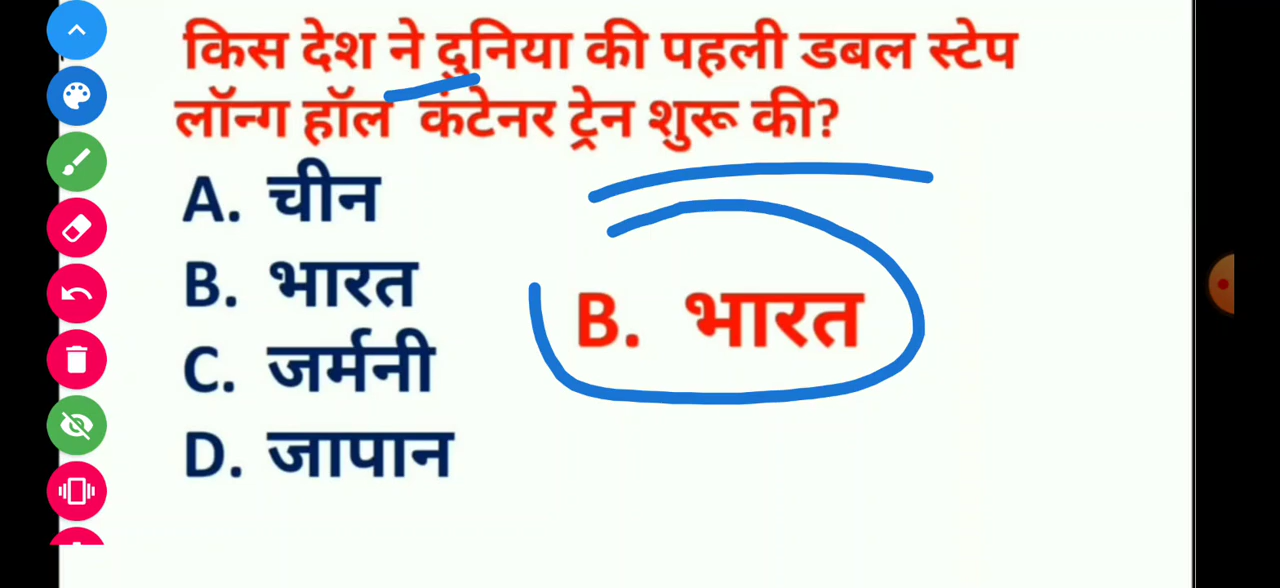 किस देश ने दुनिया की पहली डबल स्टेप
लॉन्ग हॉल कंटेनर ट्रेन शुरू की?
A. चीन
B. भारत
B. भारत
C. जर्मनी
D. जापान